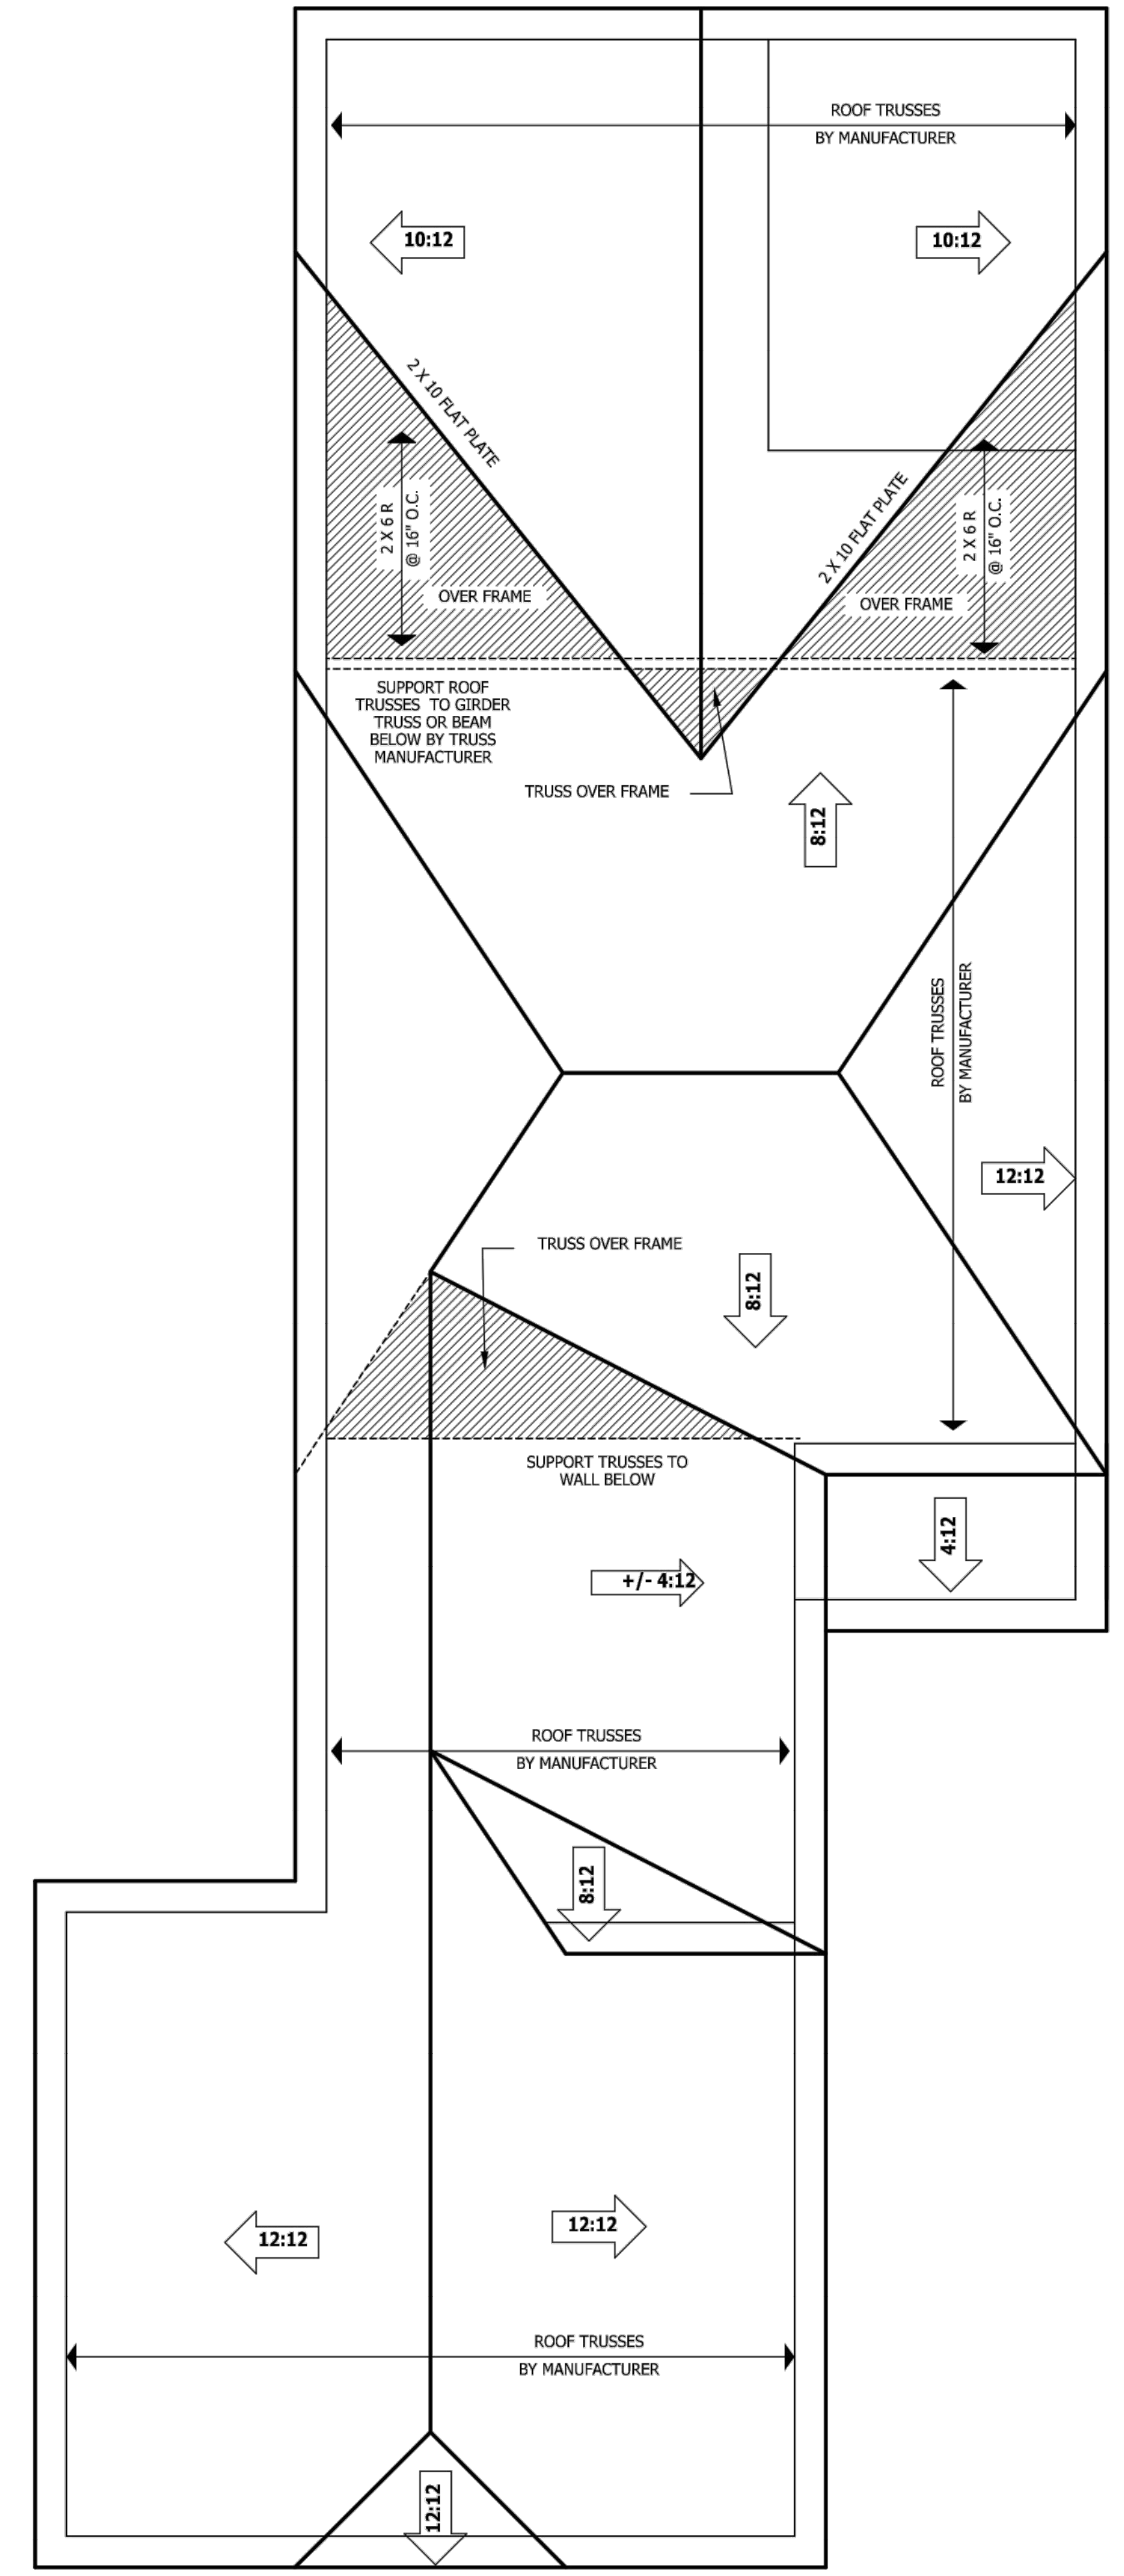 ROOF TRUSSES
BY MANUFACTURER
10:12
10:12
2 X 10 FLAT PLATE
2 X 10 FLAT PLATE
2 X 6 R
@ 16" O.C.
2 X 6 R
@ 16" O.C.
OVER FRAME
OVER FRAME
SUPPORT ROOF
TRUSSES TO GIRDER
TRUSS OR BEAM
BELOW BY TRUSS
MANUFACTURER
TRUSS OVER FRAME
8:12
ROOF TRUSSES
BY MANUFACTURER
12:12
TRUSS OVER FRAME
8:12
SUPPORT TRUSSES TO
WALL BELOW
4:12
+/- 4:12
ROOF TRUSSES
BY MANUFACTURER
8:12
12:12
12:12
ROOF TRUSSES
BY MANUFACTURER
12:12